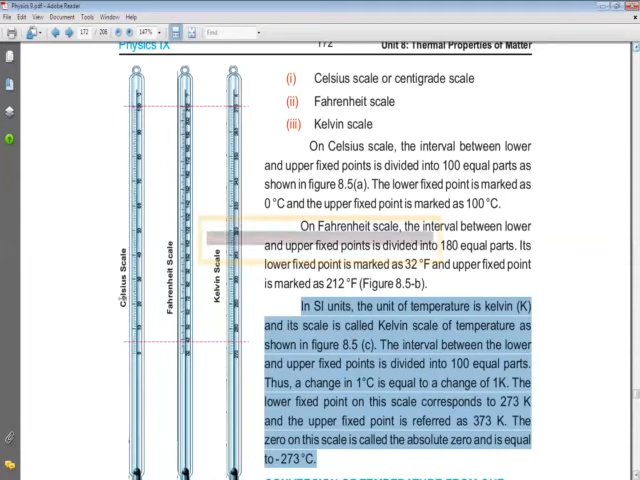 Physics 9.pdf - Adobe Reader
File Edit View Document Tools Window Help
172 / 208 147% Find
Physics IX 172 Unit 8: Thermal Properties of Matter
(i) Celsius scale or centigrade scale
(ii) Fahrenheit scale
(iii) Kelvin scale
On Celsius scale, the interval between lower
and upper fixed points is divided into 100 equal parts as
shown in figure 8.5(a). The lower fixed point is marked as
0 °C and the upper fixed point is marked as 100 °C.
On Fahrenheit scale, the interval between lower
and upper fixed points is divided into 180 equal parts. Its
lower fixed point is marked as 32 °F and upper fixed point
is marked as 212 °F (Figure 8.5-b).
In SI units, the unit of temperature is kelvin (K)
and its scale is called Kelvin scale of temperature as
shown in figure 8.5 (c). The interval between the lower
and upper fixed points is divided into 100 equal parts.
Thus, a change in 1°C is equal to a change of 1K. The
lower fixed point on this scale corresponds to 273 K
and the upper fixed point is referred as 373 K. The
zero on this scale is called the absolute zero and is equal
to - 273 °C.
Celsius Scale
Fahrenheit Scale
Kelvin Scale
CONVERSION OF TEMPERATURE FROM ONE